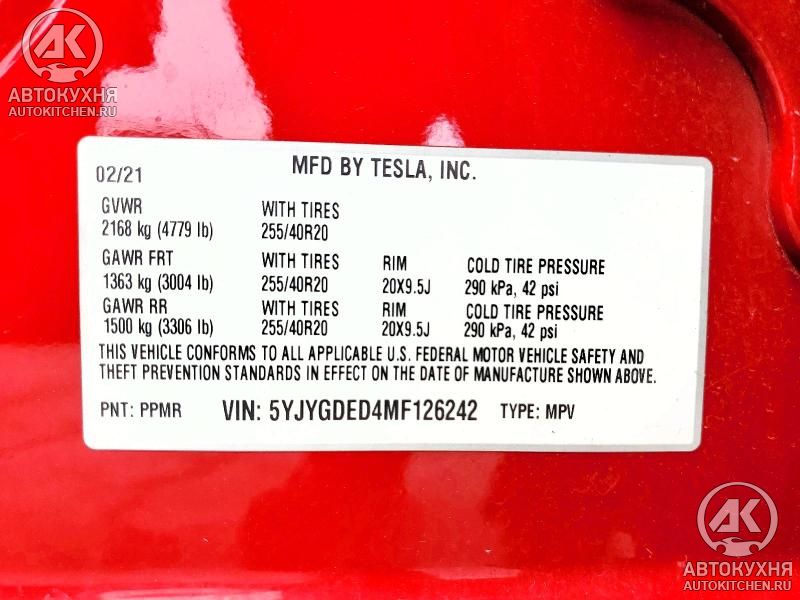 AK
АВТОКУХНЯ
AUTOKITCHEN.RU
02/21 MFD BY TESLA, INC.
GVWR WITH TIRES
2168 kg (4779 lb) 255/40R20
GAWR FRT WITH TIRES RIM COLD TIRE PRESSURE
1363 kg (3004 lb) 255/40R20 20X9.5J 290 kPa, 42 psi
GAWR RR WITH TIRES RIM COLD TIRE PRESSURE
1500 kg (3306 lb) 255/40R20 20X9.5J 290 kPa, 42 psi
THIS VEHICLE CONFORMS TO ALL APPLICABLE U.S. FEDERAL MOTOR VEHICLE SAFETY AND
THEFT PREVENTION STANDARDS IN EFFECT ON THE DATE OF MANUFACTURE SHOWN ABOVE.
PNT: PPMR VIN: 5YJYGDED4MF126242 TYPE: MPV
AK
АВТОКУХНЯ
AUTOKITCHEN.RU